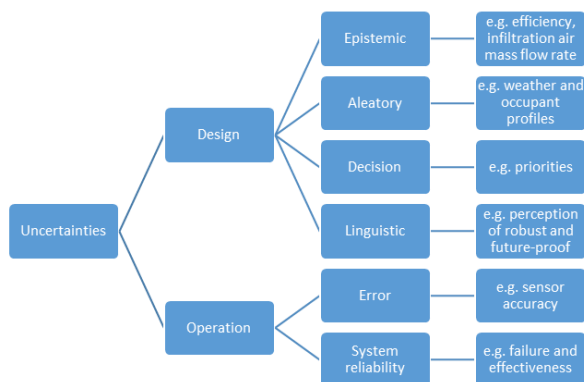 Epistemic
e.g. efficiency,
infiltration air
mass flow rate
Aleatory
e.g. weather and
occupant
profiles
Design
Decision
e.g. priorities
Uncertainties
Linguistic
e.g. perception
of robust and
future-proof
Error
e.g. sensor
accuracy
Operation
System
reliability
e.g. failure and
effectiveness